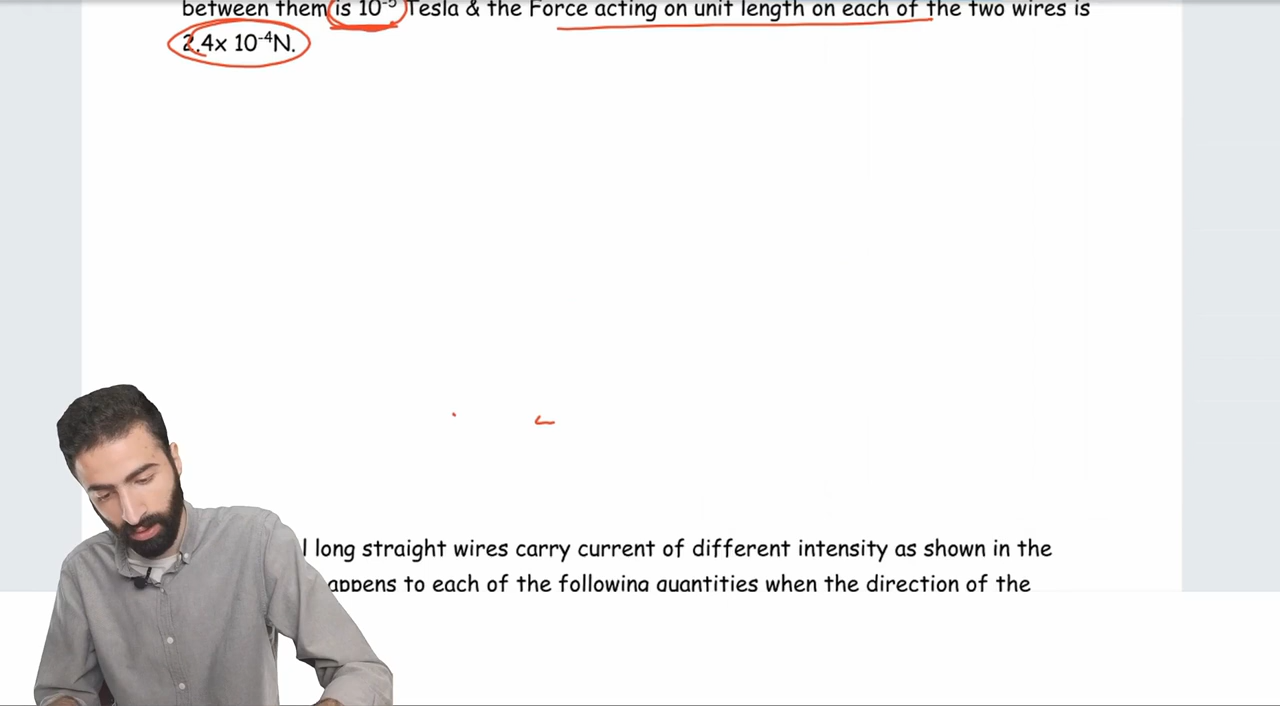 between them is 10⁻⁵ Tesla & the Force acting on unit length on each of the two wires is
2.4x 10⁻⁴N.
l long straight wires carry current of different intensity as shown in the
appens to each of the following quantities when the direction of the